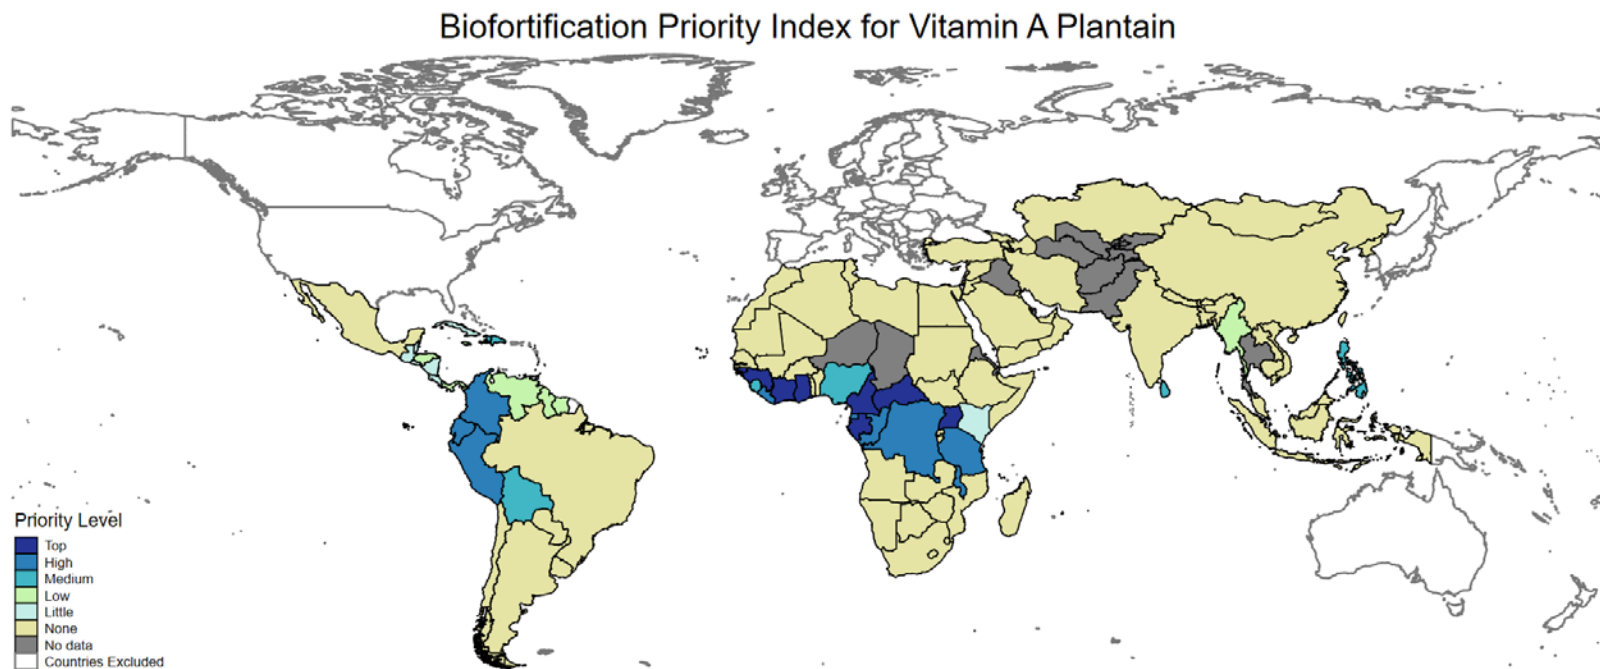 Biofortification Priority Index for Vitamin A Plantain
Priority Level
Top
High
Medium
Low
Little
None
No data
Countries Excluded